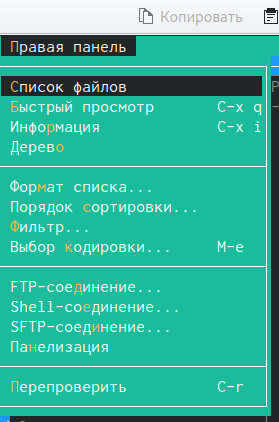 Копировать
Правая панель
Список файлов
Быстрый просмотр C-x q
Информация C-x i
Дерево
Формат списка...
Порядок сортировки...
Фильтр...
Выбор кодировки... M-e
FTP-соединение...
Shell-соединение...
SFTP-соединение...
Панелизация
Перепроверить C-r